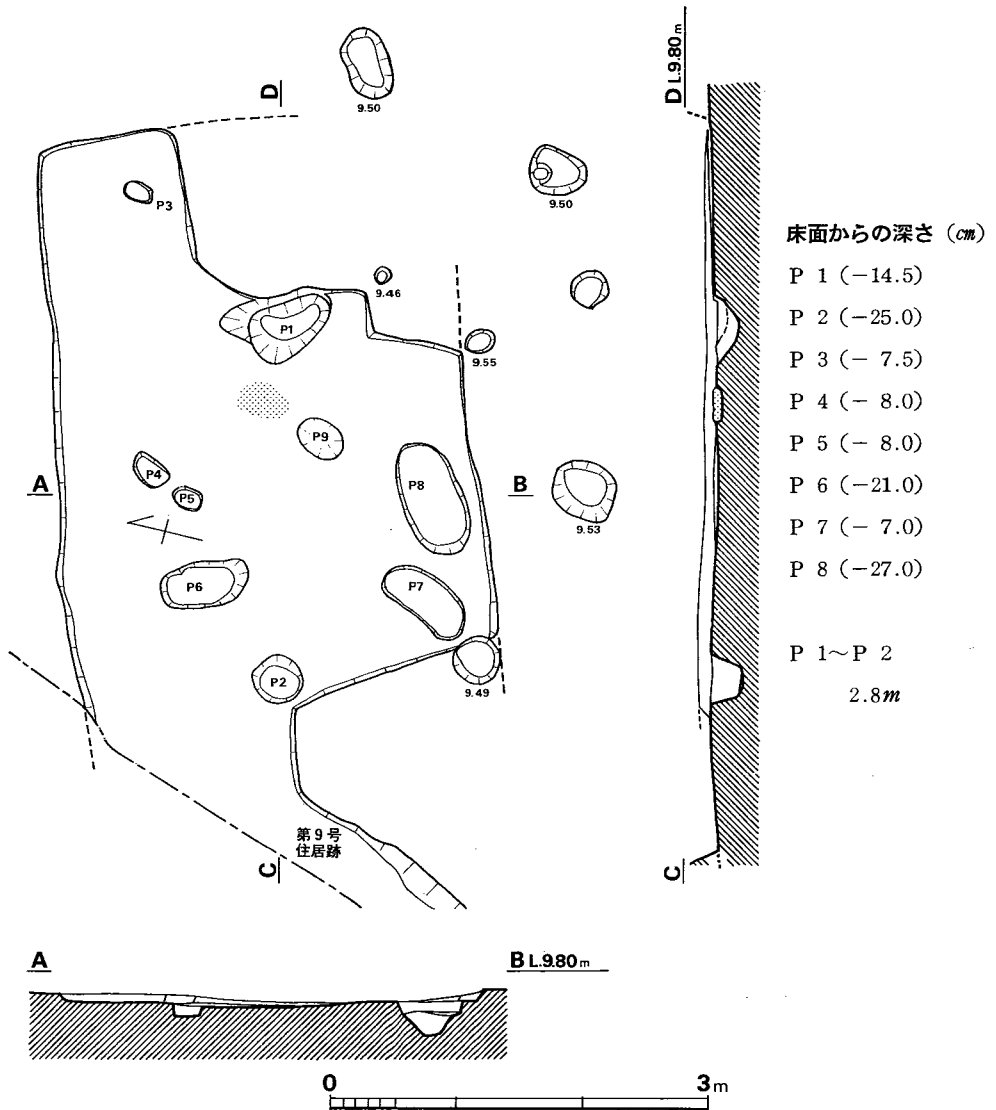 D
9.50
D L.9.80m
9.50
P3
床面からの深さ (cm)
P 1 (−14.5)
P 2 (−25.0)
P 3 (− 7.5)
P 4 (− 8.0)
P 5 (− 8.0)
P 6 (−21.0)
P 7 (− 7.0)
P 8 (−27.0)
P 1～P 2
2.8m
9.46
P1
9.55
P9
P4
P8
A
P5
B
9.53
P6
P7
P2
9.49
第9号
住居跡
C
C
A
B L.9.80m
0
3m